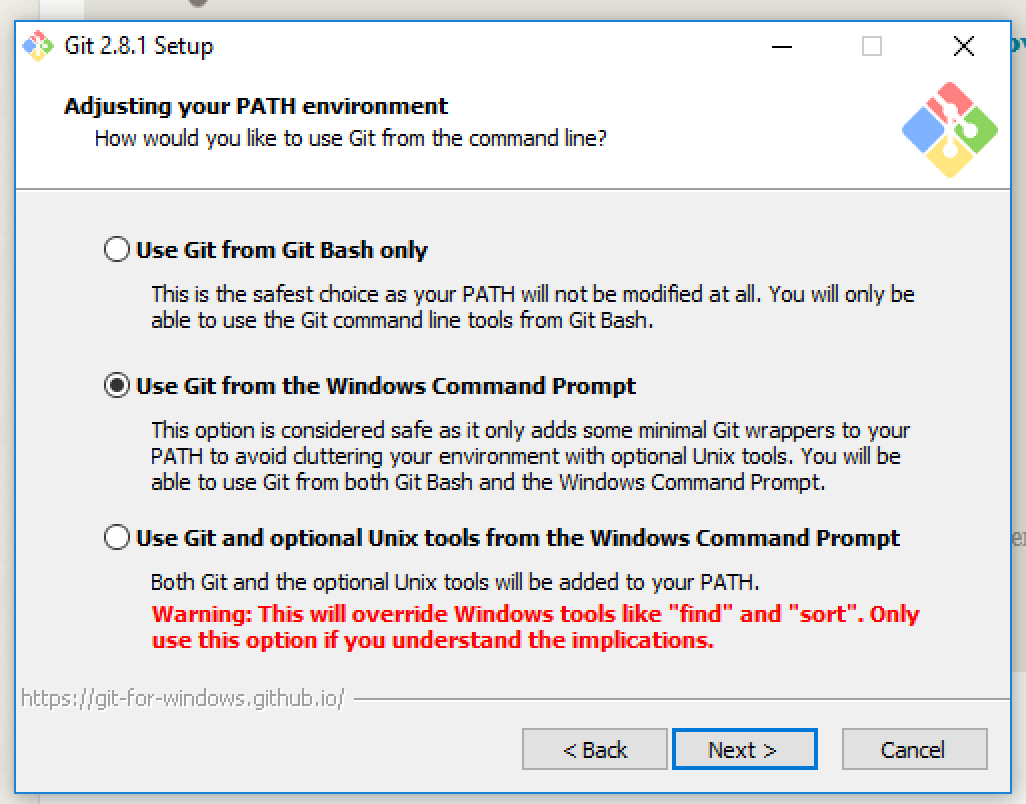 Git 2.8.1 Setup
Adjusting your PATH environment
How would you like to use Git from the command line?
Use Git from Git Bash only
This is the safest choice as your PATH will not be modified at all. You will only be
able to use the Git command line tools from Git Bash.
Use Git from the Windows Command Prompt
This option is considered safe as it only adds some minimal Git wrappers to your
PATH to avoid cluttering your environment with optional Unix tools. You will be
able to use Git from both Git Bash and the Windows Command Prompt.
Use Git and optional Unix tools from the Windows Command Prompt
Both Git and the optional Unix tools will be added to your PATH.
Warning: This will override Windows tools like "find" and "sort". Only
use this option if you understand the implications.
https://git-for-windows.github.io/
< Back Next > Cancel